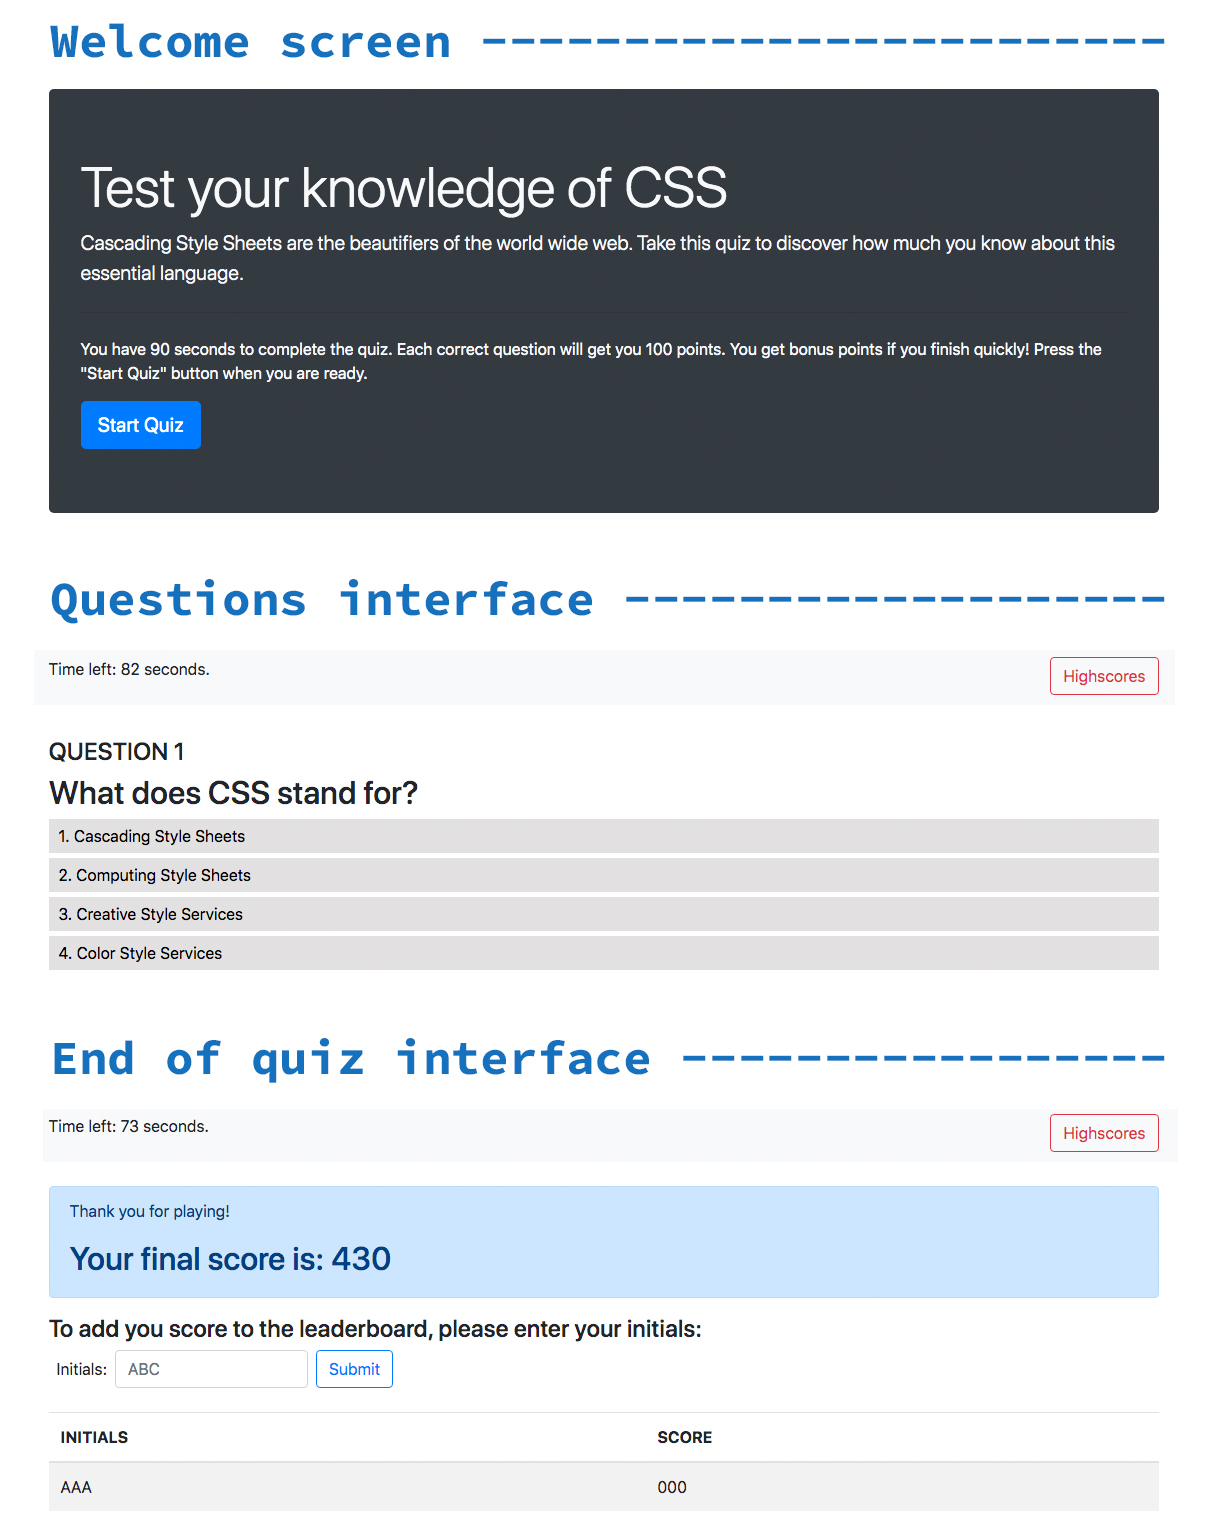 Welcome screen ------------------------
Test your knowledge of CSS
Cascading Style Sheets are the beautifiers of the world wide web. Take this quiz to discover how much you know about this
essential language.
You have 90 seconds to complete the quiz. Each correct question will get you 100 points. You get bonus points if you finish quickly! Press the
"Start Quiz" button when you are ready.
Start Quiz
Questions interface -------------------
Time left: 82 seconds.
Highscores
QUESTION 1
What does CSS stand for?
1. Cascading Style Sheets
2. Computing Style Sheets
3. Creative Style Services
4. Color Style Services
End of quiz interface -----------------
Time left: 73 seconds.
Highscores
Thank you for playing!
Your final score is: 430
To add you score to the leaderboard, please enter your initials:
Initials: ABC Submit
INITIALS SCORE
AAA 000